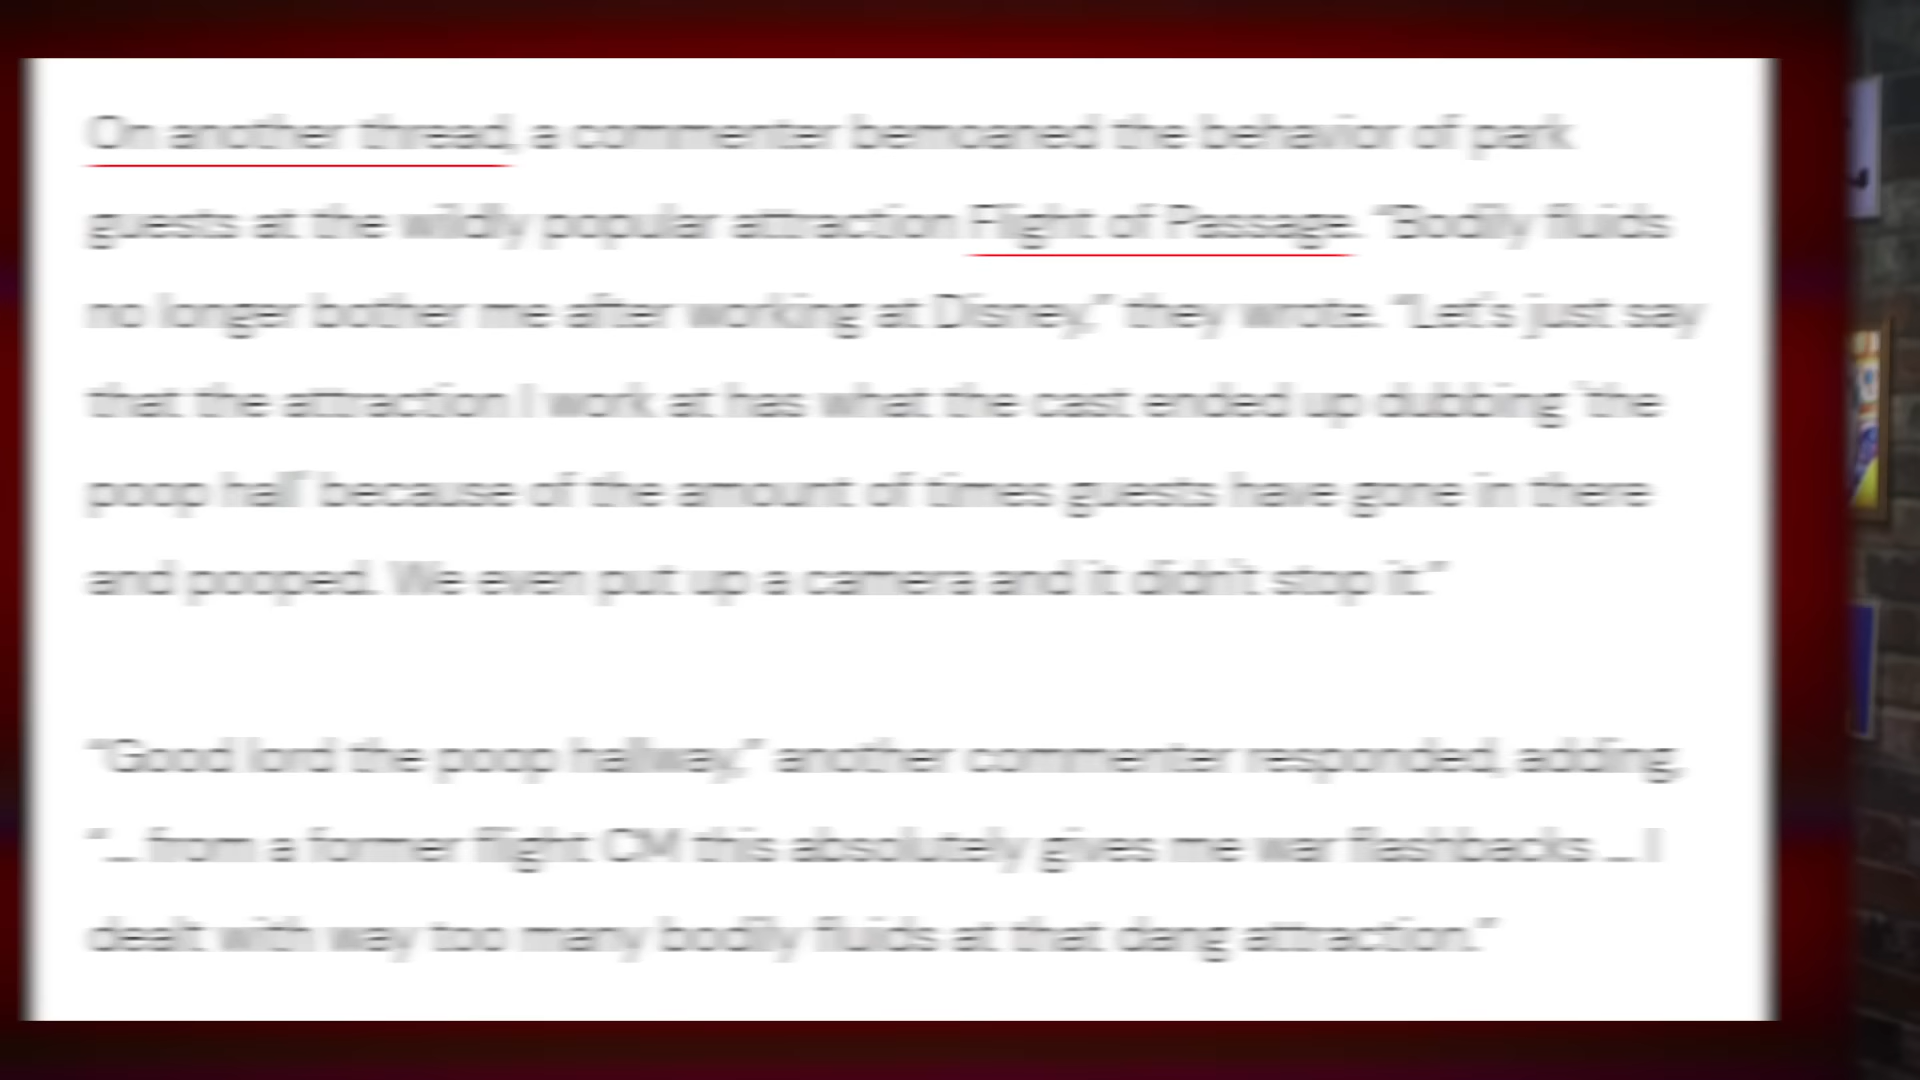 On another thread, a commenter bemoaned the behavior of park
guests at the wildly popular attraction Flight of Passage. “Bodily fluids
no longer bother me after working at Disney,” they wrote. “Let’s just say
that the attraction I work at has what the cast ended up dubbing ‘the
poop hall’ because of the amount of times guests have gone in there
and pooped. We even put up a camera and it didn’t stop it.”
“Good lord the poop hallway,” another commenter responded, adding,
“… from a former flight CM this absolutely gives me war flashbacks … I
dealt with way too many bodily fluids at that dang attraction.”